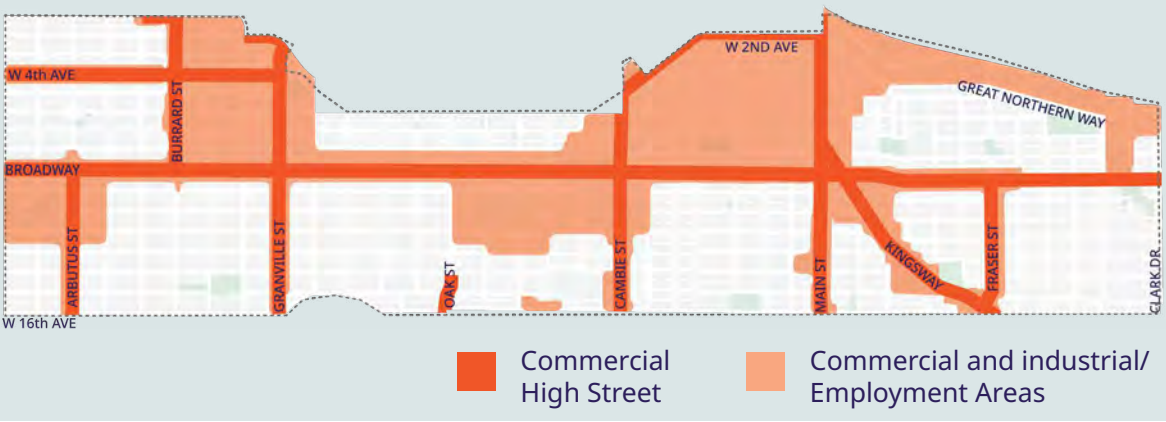 W 2ND AVE
W 4th AVE
BURRARD ST
GREAT NORTHERN WAY
BROADWAY
ARBUTUS ST
GRANVILLE ST
OAK ST
CAMBIE ST
MAIN ST
KINGSWAY
FRASER ST
CLARK DR.
W 16th AVE
Commercial
High Street
Commercial and industrial/
Employment Areas